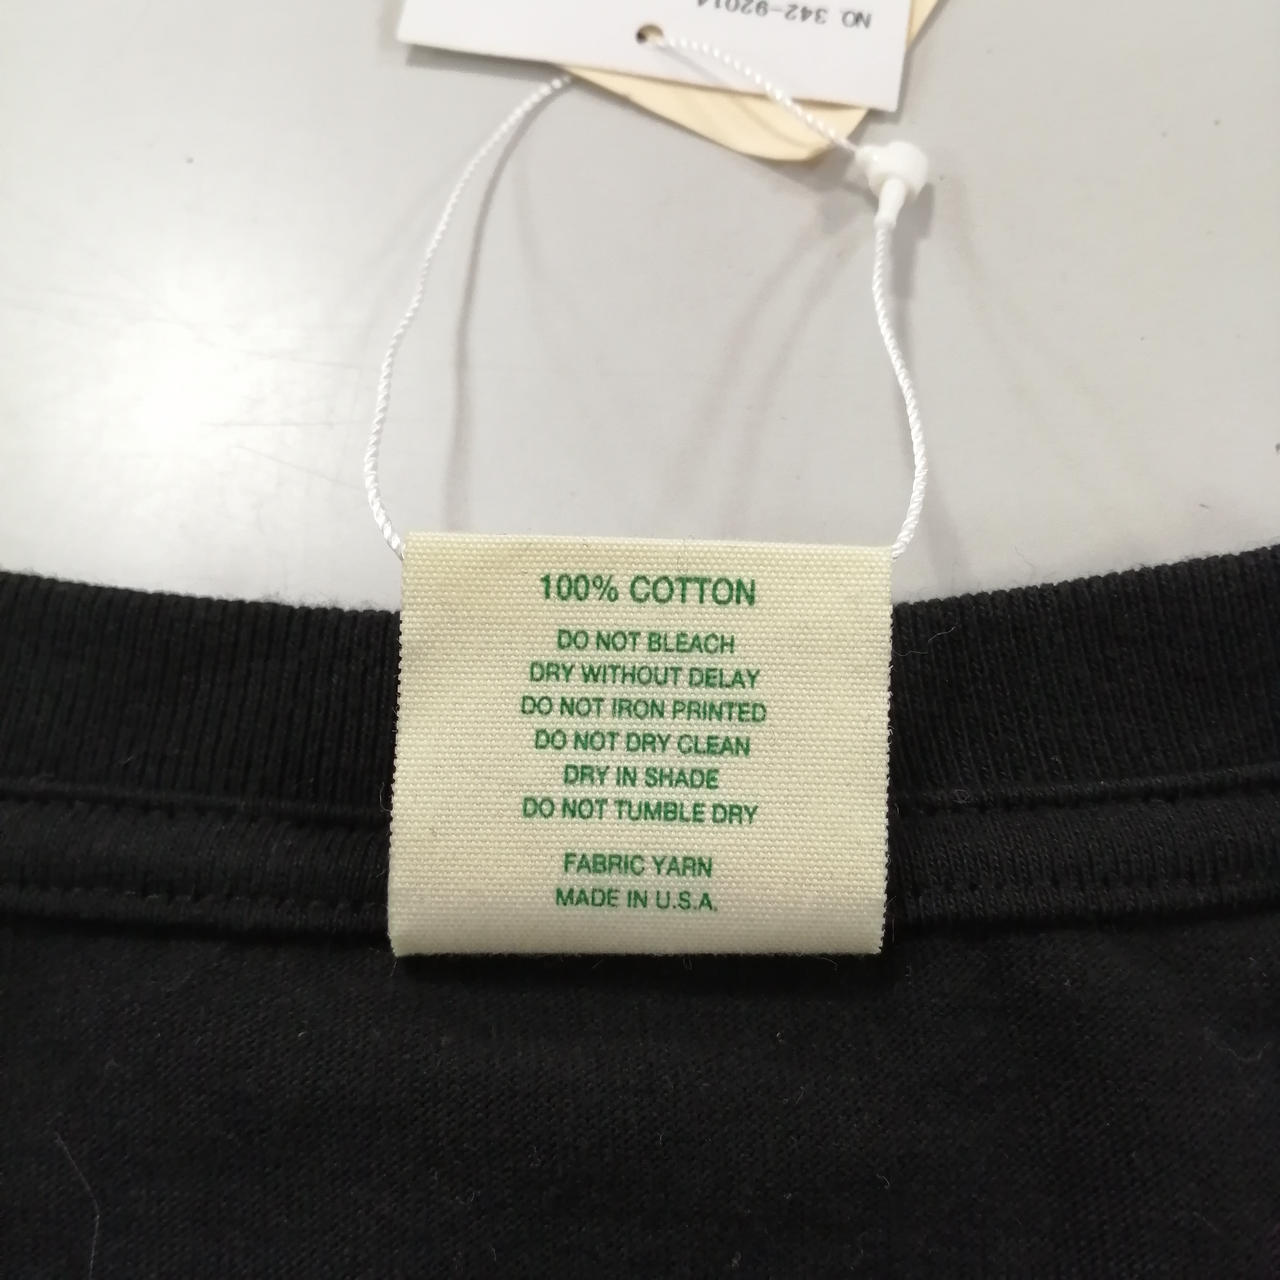 NO. 342-92014
100% COTTON
DO NOT BLEACH
DRY WITHOUT DELAY
DO NOT IRON PRINTED
DO NOT DRY CLEAN
DRY IN SHADE
DO NOT TUMBLE DRY
FABRIC YARN
MADE IN U.S.A.